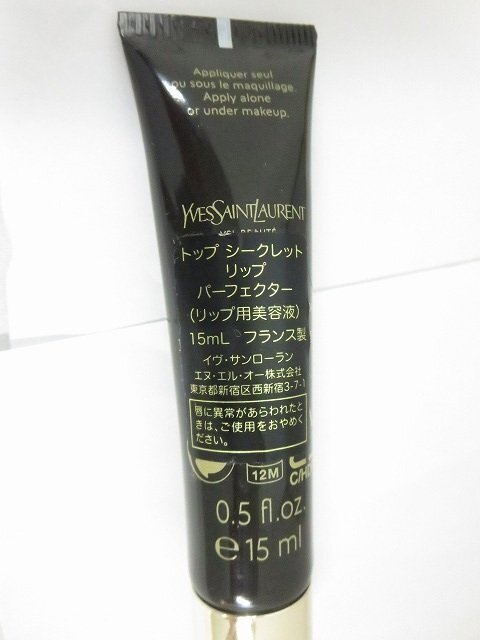 Appliquer seul
ou sous le maquillage.
Apply alone
or under makeup.
YVESSAINTLAURENT
YSL BEAUTÉ
トップ シークレット
リップ
パーフェクター
(リップ用美容液)
15mL フランス製
イヴ・サンローラン
エヌ・エル・オー株式会社
東京都新宿区西新宿3-7-1
唇に異常があらわれたと
きは、ご使用をおやめく
ださい。
12M
0.5 fl.oz.
℮ 15 ml